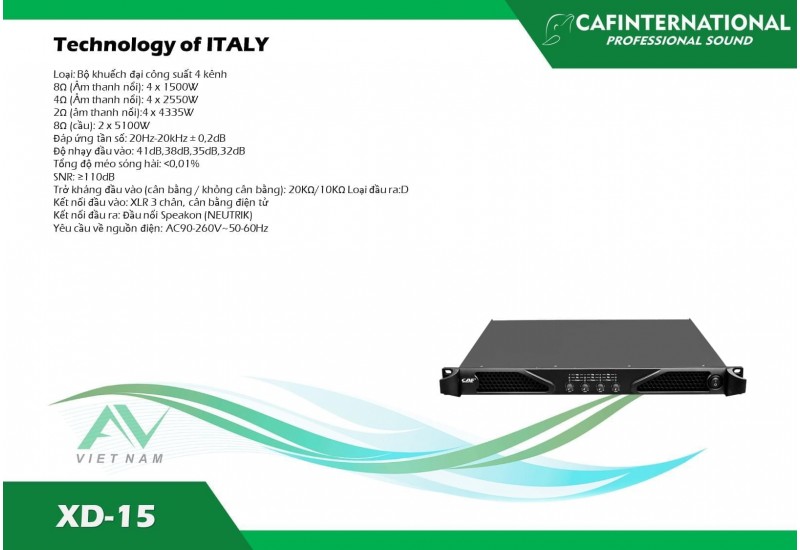 CAFINTERNATIONAL
PROFESSIONAL SOUND
Technology of ITALY
Loại: Bộ khuếch đại công suất 4 kênh
8Ω (Âm thanh nổi): 4 x 1500W
4Ω (Âm thanh nổi): 4 x 2550W
2Ω (âm thanh nổi):4 x 4335W
8Ω (cầu): 2 x 5100W
Đáp ứng tần số: 20Hz-20kHz ± 0,2dB
Độ nhạy đầu vào: 41dB,38dB,35dB,32dB
Tổng độ méo sóng hài: <0,01%
SNR: ≥110dB
Trở kháng đầu vào (cân bằng / không cân bằng): 20KΩ/10KΩ Loại đầu ra:D
Kết nối đầu vào: XLR 3 chân, cân bằng điện tử
Kết nối đầu ra: Đầu nối Speakon (NEUTRIK)
Yêu cầu về nguồn điện: AC90-260V~50-60Hz
CAF
AV
VIET NAM
XD-15